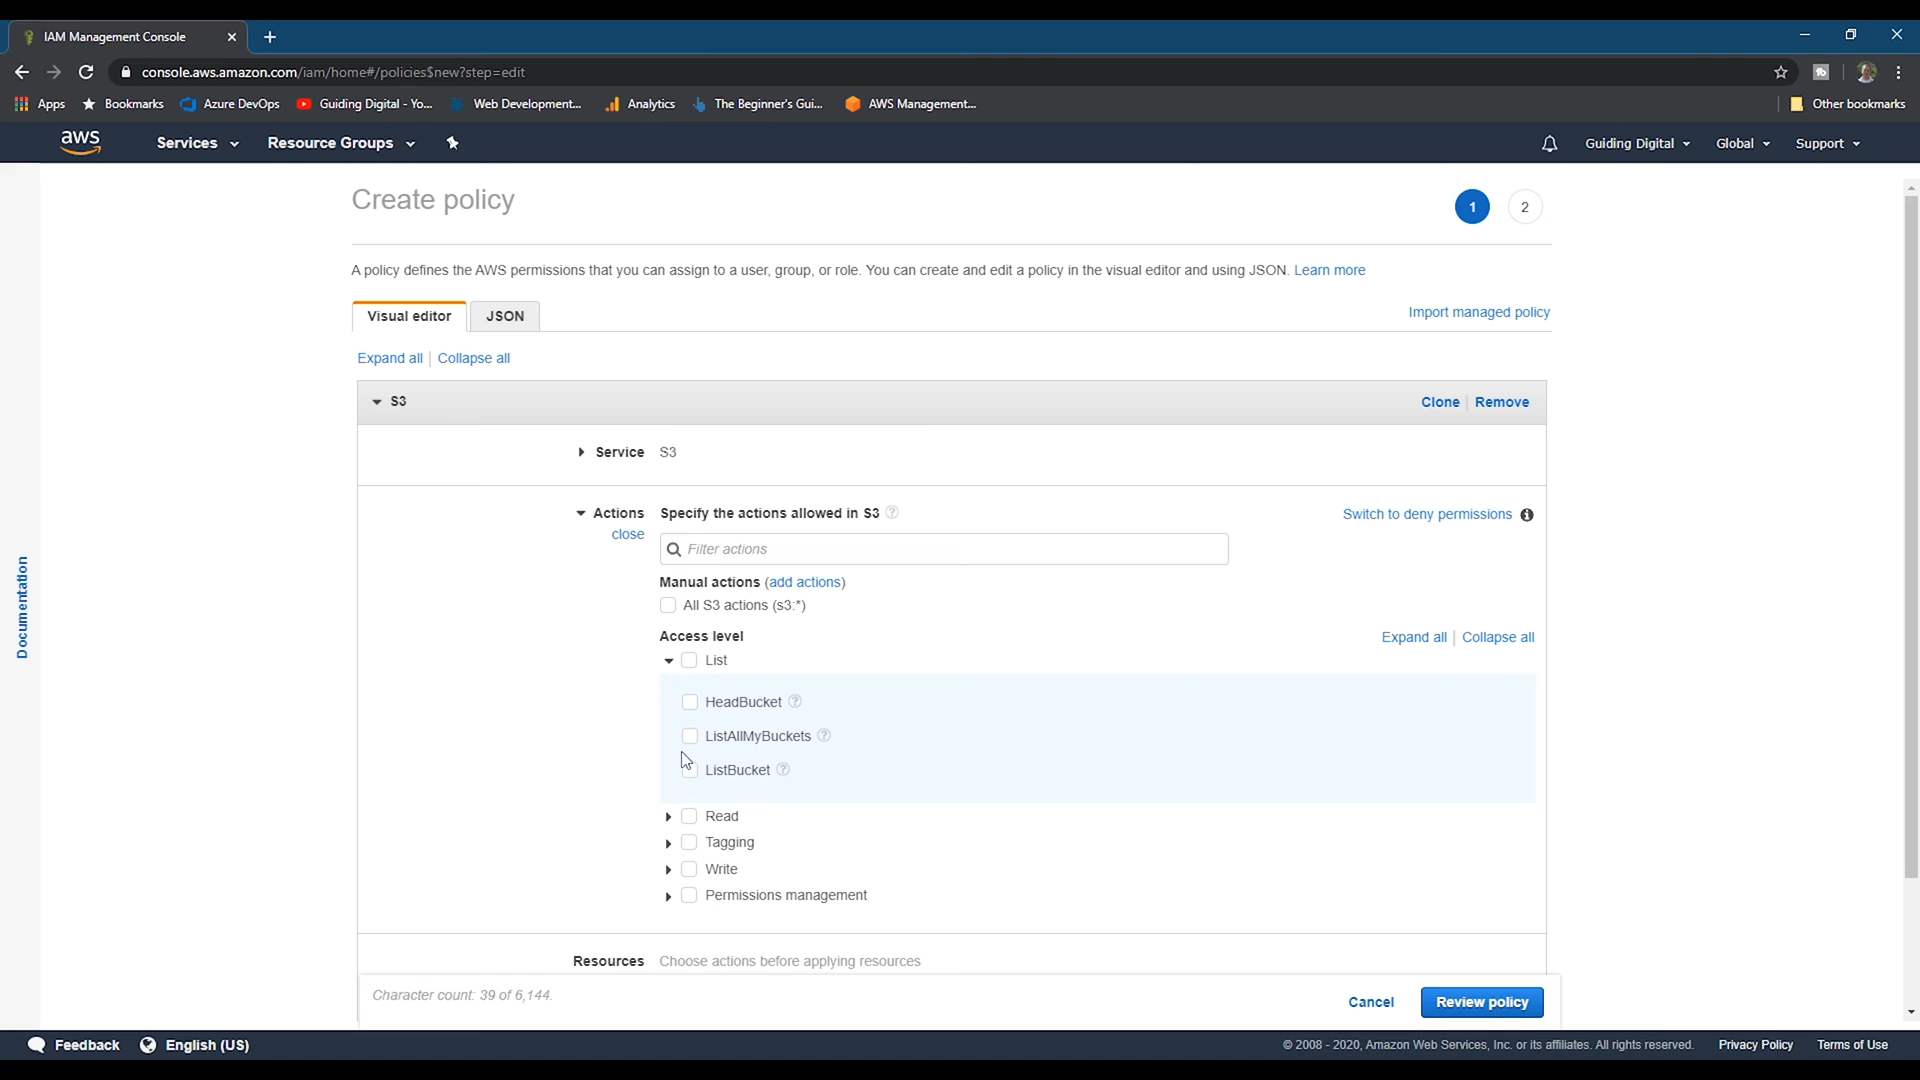 IAM Management Console
console.aws.amazon.com/iam/home#/policies$new?step=edit
Apps Bookmarks Azure DevOps Guiding Digital - Yo... Web Development... Analytics The Beginner's Gui... AWS Management... Other bookmarks
aws Services Resource Groups Guiding Digital Global Support
Create policy 1 2
A policy defines the AWS permissions that you can assign to a user, group, or role. You can create and edit a policy in the visual editor and using JSON. Learn more
Visual editor JSON Import managed policy
Expand all Collapse all
S3 Clone Remove
Service S3
Actions Specify the actions allowed in S3 ? Switch to deny permissions i
close
Filter actions
Manual actions (add actions)
All S3 actions (s3:*)
Access level Expand all Collapse all
List
HeadBucket ?
ListAllMyBuckets ?
ListBucket ?
Read
Tagging
Write
Permissions management
Resources Choose actions before applying resources
Character count: 39 of 6,144. Cancel Review policy
Documentation
Feedback English (US) © 2008 - 2020, Amazon Web Services, Inc. or its affiliates. All rights reserved. Privacy Policy Terms of Use